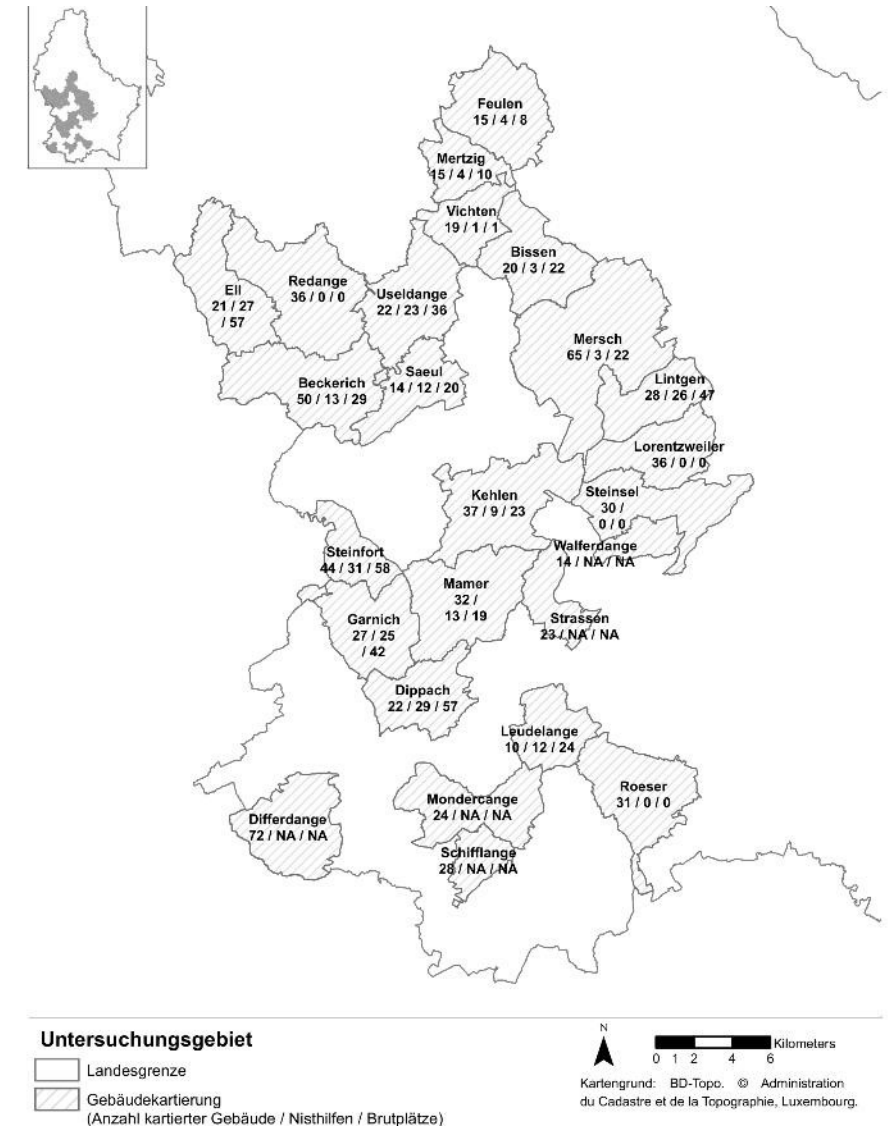 Feulen
15 / 4 / 8
Mertzig
15 / 4 / 10
Vichten
19 / 1 / 1
Bissen
20 / 3 / 22
Ell
21 / 27
/ 57
Redange
36 / 0 / 0
Useldange
22 / 23 / 36
Mersch
65 / 3 / 22
Beckerich
50 / 13 / 29
Saeul
14 / 12 / 20
Lintgen
28 / 26 / 47
Lorentzweiler
36 / 0 / 0
Kehlen
37 / 9 / 23
Steinsel
30 /
0 / 0
Walferdange
14 / NA / NA
Steinfort
44 / 31 / 58
Mamer
32 /
13 / 19
Garnich
27 / 25
/ 42
Strassen
23 / NA / NA
Dippach
22 / 29 / 57
Leudelange
10 / 12 / 24
Roeser
31 / 0 / 0
Mondercange
24 / NA / NA
Differdange
72 / NA / NA
Schifflange
28 / NA / NA
Untersuchungsgebiet
Landesgrenze
Gebäudekartierung
(Anzahl kartierter Gebäude / Nisthilfen / Brutplätze)
N
Kilometers
0 1 2 4 6
Kartengrund: BD-Topo. © Administration
du Cadastre et de la Topographie, Luxembourg.